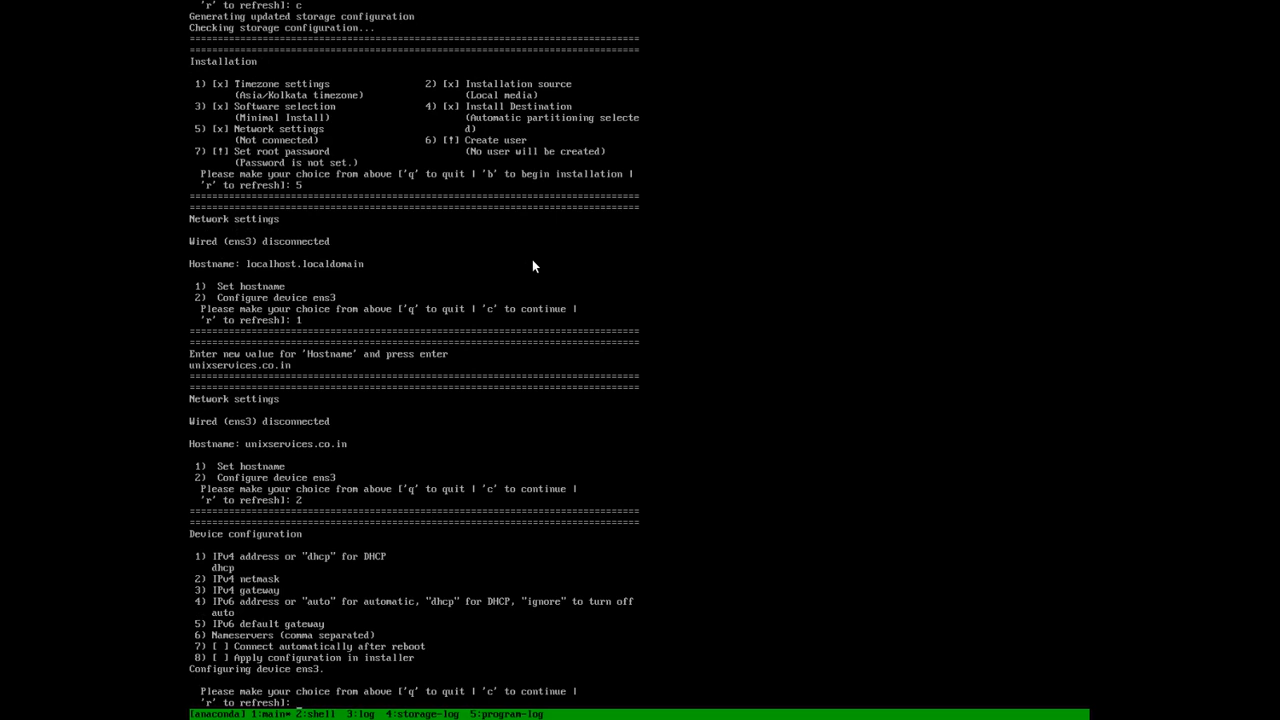 'r' to refresh]: c
Generating updated storage configuration
Checking storage configuration...
================================================================================
================================================================================
Installation
1) [x] Timezone settings 2) [x] Installation source
(Asia/Kolkata timezone) (Local media)
3) [x] Software selection 4) [x] Install Destination
(Minimal Install) (Automatic partitioning selecte
5) [x] Network settings d)
(Not connected) 6) [!] Create user
7) [!] Set root password (No user will be created)
(Password is not set.)
Please make your choice from above ['q' to quit | 'b' to begin installation |
'r' to refresh]: 5
================================================================================
================================================================================
Network settings
Wired (ens3) disconnected
Hostname: localhost.localdomain
1) Set hostname
2) Configure device ens3
Please make your choice from above ['q' to quit | 'c' to continue |
'r' to refresh]: 1
================================================================================
================================================================================
Enter new value for 'Hostname' and press enter
unixservices.co.in
================================================================================
================================================================================
Network settings
Wired (ens3) disconnected
Hostname: unixservices.co.in
1) Set hostname
2) Configure device ens3
Please make your choice from above ['q' to quit | 'c' to continue |
'r' to refresh]: 2
================================================================================
================================================================================
Device configuration
1) IPv4 address or "dhcp" for DHCP
dhcp
2) IPv4 netmask
3) IPv4 gateway
4) IPv6 address or "auto" for automatic, "dhcp" for DHCP, "ignore" to turn off
auto
5) IPv6 default gateway
6) Nameservers (comma separated)
7) [ ] Connect automatically after reboot
8) [ ] Apply configuration in installer
Configuring device ens3.
Please make your choice from above ['q' to quit | 'c' to continue |
'r' to refresh]: _
[anaconda] 1:main* 2:shell 3:log 4:storage-log 5:program-log